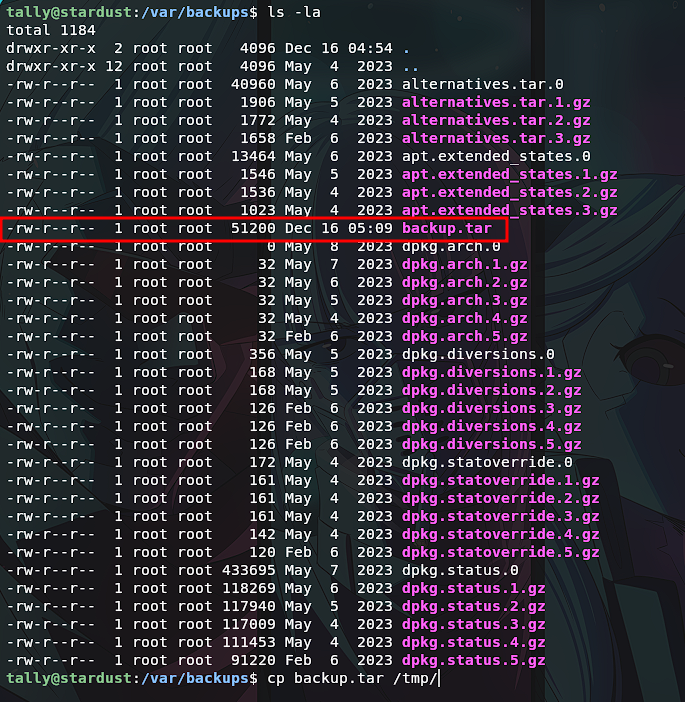 tally@stardust:/var/backups$ ls -la
total 1184
drwxr-xr-x  2 root root   4096 Dec 16 04:54 .
drwxr-xr-x 12 root root   4096 May  4  2023 ..
-rw-r--r--  1 root root  40960 May  6  2023 alternatives.tar.0
-rw-r--r--  1 root root   1906 May  5  2023 alternatives.tar.1.gz
-rw-r--r--  1 root root   1772 May  4  2023 alternatives.tar.2.gz
-rw-r--r--  1 root root   1658 Feb  6  2023 alternatives.tar.3.gz
-rw-r--r--  1 root root  13464 May  6  2023 apt.extended_states.0
-rw-r--r--  1 root root   1546 May  5  2023 apt.extended_states.1.gz
-rw-r--r--  1 root root   1536 May  4  2023 apt.extended_states.2.gz
-rw-r--r--  1 root root   1023 May  4  2023 apt.extended_states.3.gz
-rw-r--r--  1 root root  51200 Dec 16 05:09 backup.tar
-rw-r--r--  1 root root      0 May  8  2023 dpkg.arch.0
-rw-r--r--  1 root root     32 May  7  2023 dpkg.arch.1.gz
-rw-r--r--  1 root root     32 May  6  2023 dpkg.arch.2.gz
-rw-r--r--  1 root root     32 May  5  2023 dpkg.arch.3.gz
-rw-r--r--  1 root root     32 May  4  2023 dpkg.arch.4.gz
-rw-r--r--  1 root root     32 Feb  6  2023 dpkg.arch.5.gz
-rw-r--r--  1 root root    356 May  5  2023 dpkg.diversions.0
-rw-r--r--  1 root root    168 May  5  2023 dpkg.diversions.1.gz
-rw-r--r--  1 root root    168 May  5  2023 dpkg.diversions.2.gz
-rw-r--r--  1 root root    126 Feb  6  2023 dpkg.diversions.3.gz
-rw-r--r--  1 root root    126 Feb  6  2023 dpkg.diversions.4.gz
-rw-r--r--  1 root root    126 Feb  6  2023 dpkg.diversions.5.gz
-rw-r--r--  1 root root    172 May  4  2023 dpkg.statoverride.0
-rw-r--r--  1 root root    161 May  4  2023 dpkg.statoverride.1.gz
-rw-r--r--  1 root root    161 May  4  2023 dpkg.statoverride.2.gz
-rw-r--r--  1 root root    161 May  4  2023 dpkg.statoverride.3.gz
-rw-r--r--  1 root root    142 May  4  2023 dpkg.statoverride.4.gz
-rw-r--r--  1 root root    120 Feb  6  2023 dpkg.statoverride.5.gz
-rw-r--r--  1 root root 433695 May  7  2023 dpkg.status.0
-rw-r--r--  1 root root 118269 May  6  2023 dpkg.status.1.gz
-rw-r--r--  1 root root 117940 May  5  2023 dpkg.status.2.gz
-rw-r--r--  1 root root 117009 May  4  2023 dpkg.status.3.gz
-rw-r--r--  1 root root 111453 May  4  2023 dpkg.status.4.gz
-rw-r--r--  1 root root  91220 Feb  6  2023 dpkg.status.5.gz
tally@stardust:/var/backups$ cp backup.tar /tmp/